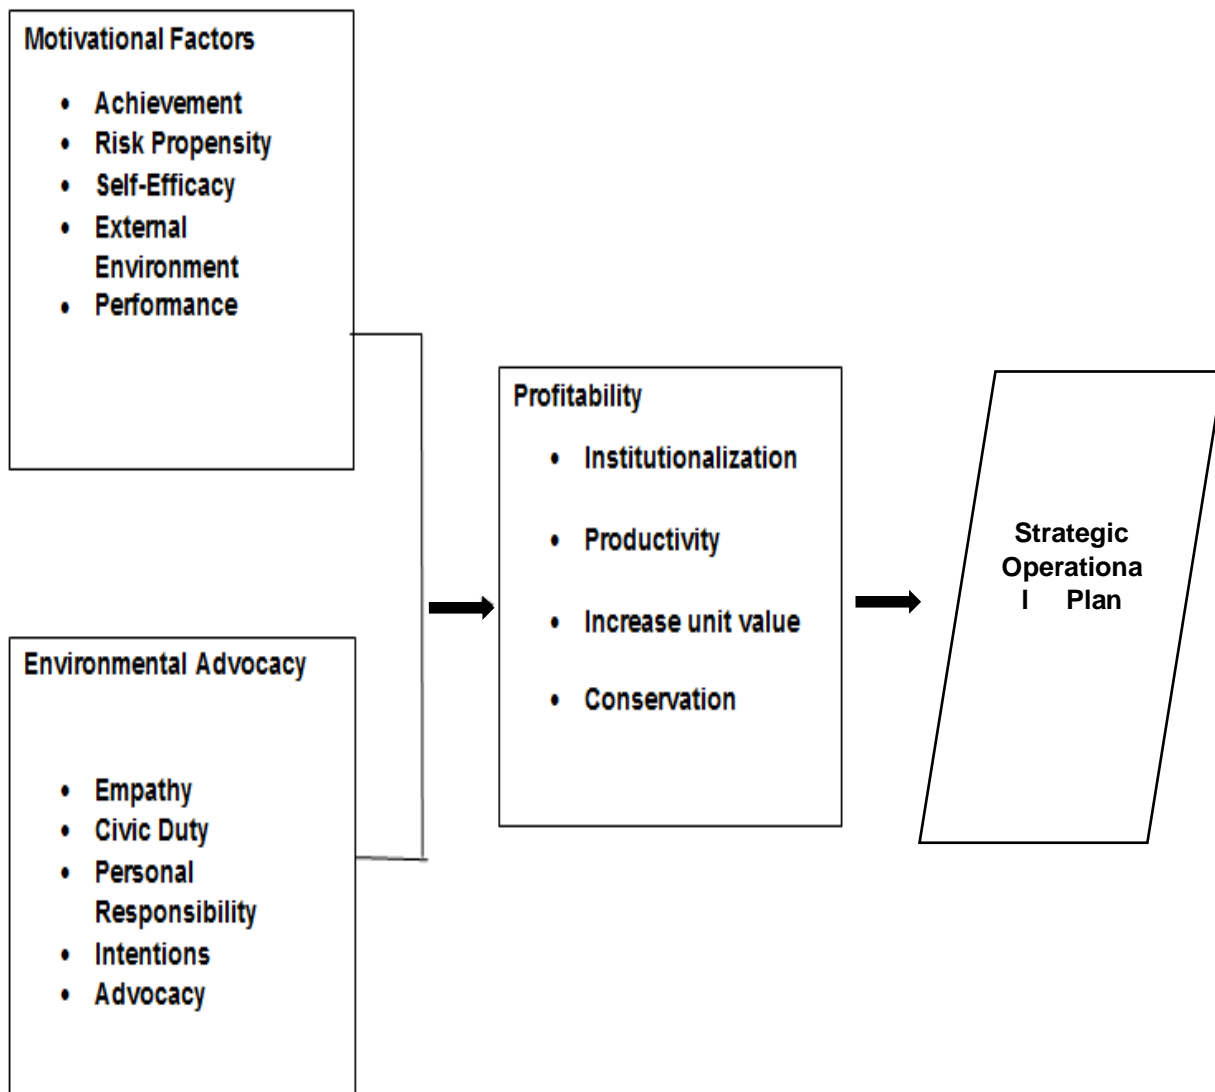 Motivational Factors
• Achievement
• Risk Propensity
• Self-Efficacy
• External
Environment
• Performance
Environmental Advocacy
• Empathy
• Civic Duty
• Personal
Responsibility
• Intentions
• Advocacy
Profitability
• Institutionalization
• Productivity
• Increase unit value
• Conservation
Strategic
Operationa
l Plan